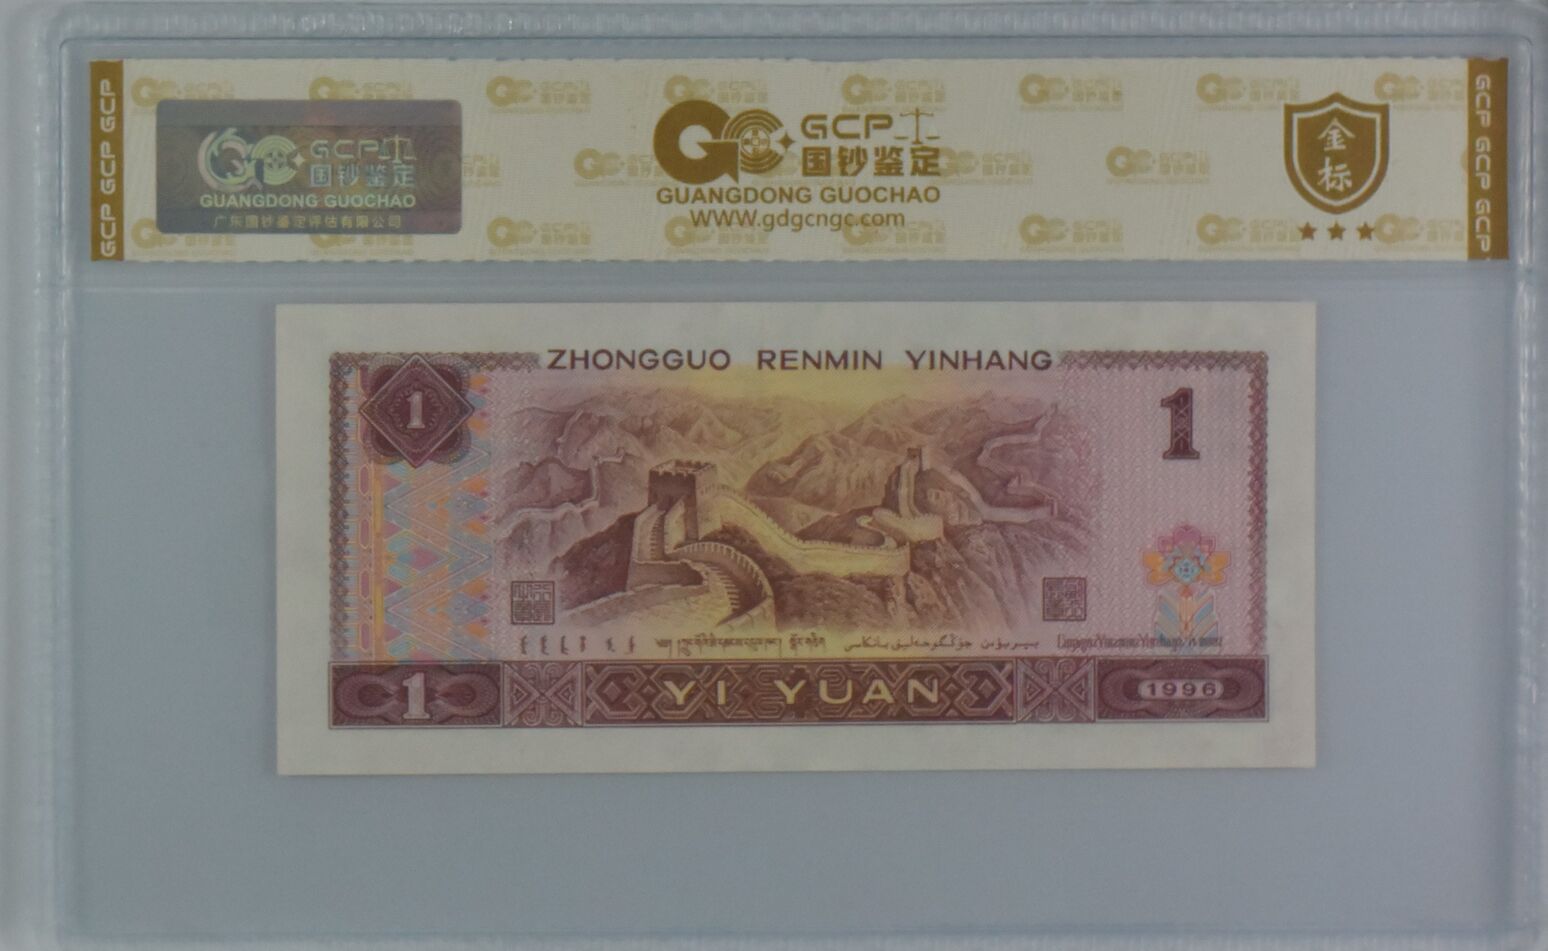 GCP GCP GCP
GCP
国钞鉴定
GUANGDONG GUOCHAO
广东国钞鉴定评估有限公司
GCP
国钞鉴定
GUANGDONG GUOCHAO
WWW.gdgcngc.com
金
标
GCP GCP GCP
ZHONGGUO RENMIN YINHANG
1
1
1
YI YUAN
1996